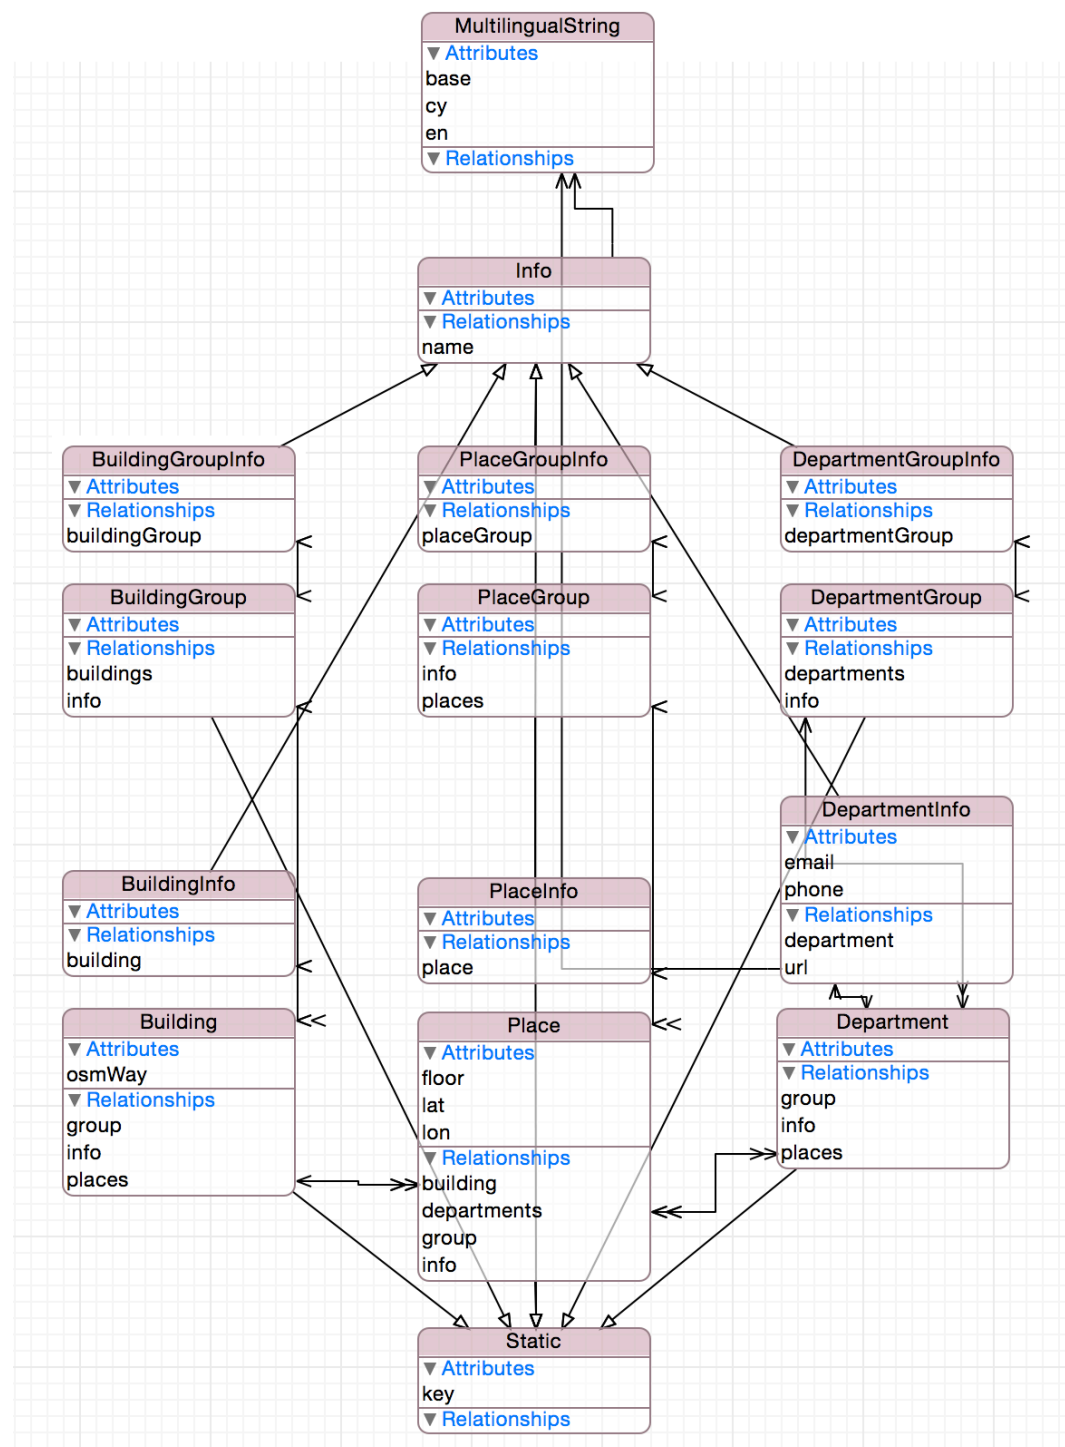 MultilingualString
Attributes
base
cy
en
Relationships
Info
Attributes
Relationships
name
BuildingGroupInfo
Attributes
Relationships
buildingGroup
PlaceGroupInfo
Attributes
Relationships
placeGroup
DepartmentGroupInfo
Attributes
Relationships
departmentGroup
BuildingGroup
Attributes
Relationships
buildings
info
PlaceGroup
Attributes
Relationships
info
places
DepartmentGroup
Attributes
Relationships
departments
info
BuildingInfo
Attributes
Relationships
building
PlaceInfo
Attributes
Relationships
place
DepartmentInfo
Attributes
email
phone
Relationships
department
url
Building
Attributes
osmWay
Relationships
group
info
places
Place
Attributes
floor
lat
lon
Relationships
building
departments
group
info
Department
Attributes
Relationships
group
info
places
Static
Attributes
key
Relationships